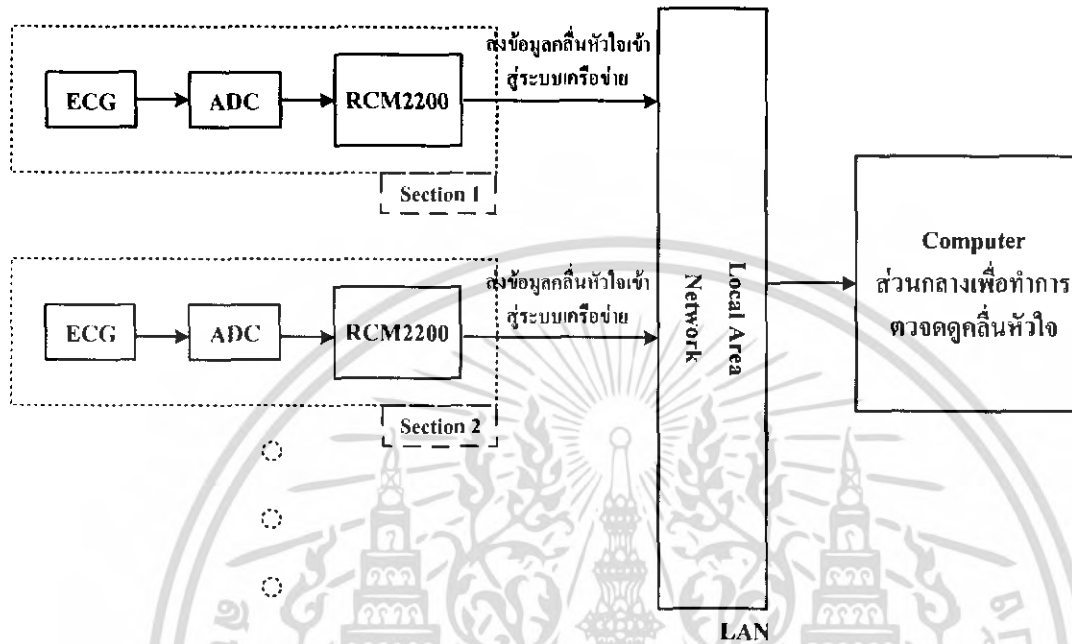 ส่งข้อมูลคลื่นหัวใจเข้า
สู่ระบบเครือข่าย
ECG
ADC
RCM2200
Section 1
ส่งข้อมูลคลื่นหัวใจเข้า
สู่ระบบเครือข่าย
ECG
ADC
RCM2200
Section 2
Local Area
Network
LAN
Computer
ส่วนกลางเพื่อทำการ
ตวจดดูคลื่นหัวใจ